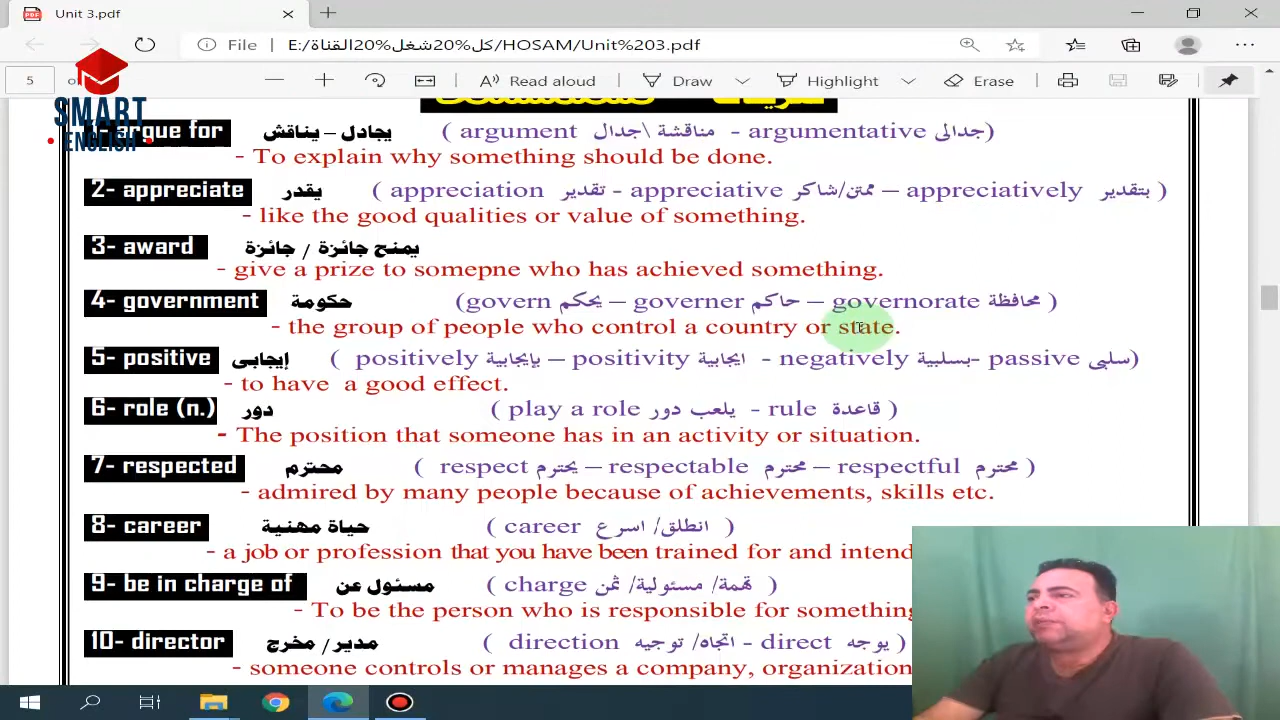 Unit 3.pdf
File | E:/كل%20شغل%20القناة/HOSAM/Unit%203.pdf
5
Read aloud
Draw
Highlight
Erase
SMART
ENGLISH
argue for يجادل – يناقش ( argument مناقشة \جدال - argumentative جدالى)
- To explain why something should be done.
2- appreciate يقدر ( appreciation تقدير - appreciative ممتن/شاكر – appreciatively بتقدير )
- like the good qualities or value of something.
3- award يمنح جائزة / جائزة
- give a prize to somepne who has achieved something.
4- government حكومة (govern يحكم – governer حاكم – governorate محافظة )
- the group of people who control a country or state.
5- positive إيجابى ( positively بإيجابية – positivity ايجابية - negatively بسلبية- passive سلبى)
- to have a good effect.
6- role (n.) دور ( play a role يلعب دور - rule قاعدة )
- The position that someone has in an activity or situation.
7- respected محترم ( respect يحترم – respectable محترم – respectful محترم )
- admired by many people because of achievements, skills etc.
8- career حياة مهنية ( career انطلق/ اسرع )
- a job or profession that you have been trained for and intend
9- be in charge of مسئول عن ( charge تهمة/ مسئولية/ ثمن )
- To be the person who is responsible for something
10- director مدير/ مخرج ( direction اتجاه/ توجيه - direct يوجه )
- someone controls or manages a company, organization